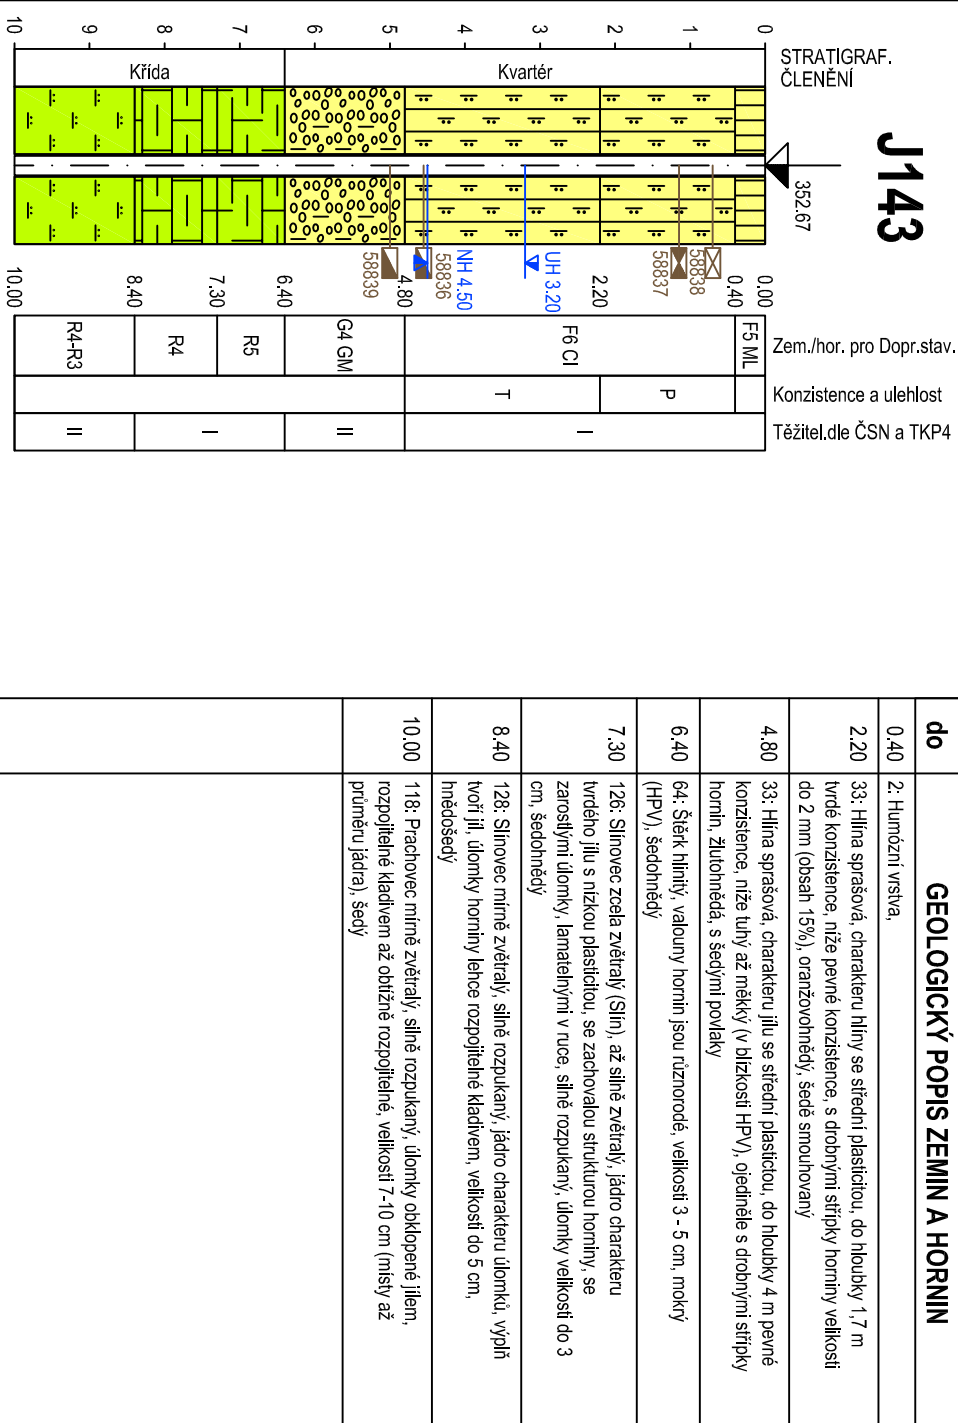 J143
352.67
STRATIGRAF.
ČLENĚNÍ
0
1
2
3
4
5
6
7
8
9
10
Kvartér
Křída
58838
58837
UH 3.20
NH 4.50
58836
58839
0.00
0.40
2.20
4.80
6.40
7.30
8.40
10.00
Zem./hor. pro Dopr.stav.
F5 ML
F6 CI
G4 GM
R5
R4
R4-R3
Konzistence a ulehlost
P
T
Těžitel.dle ČSN a TKP4
I
II
I
II
do GEOLOGICKÝ POPIS ZEMIN A HORNIN
0.40 2: Humózní vrstva,
2.20 33: Hlína sprašová, charakteru hlíny se střední plasticitou, do hloubky 1,7 m
tvrdé konzistence, níže pevné konzistence, s drobnými střípky horniny velikosti
do 2 mm (obsah 15%), oranžovohnědý, šedě smouhovaný
4.80 33: Hlína sprašová, charakteru jílu se střední plastictou, do hloubky 4 m pevné
konzistence, níže tuhý až měkký (v blízkosti HPV), ojediněle s drobnými střípky
hornin, žlutohnědá, s šedými povlaky
6.40 64: Štěrk hlinitý, valouny hornin jsou různorodé, velikosti 3 - 5 cm, mokrý
(HPV), šedohnědý
7.30 126: Slínovec zcela zvětralý (Slín), až silně zvětralý, jádro charakteru
tvrdého jílu s nízkou plasticitou, se zachovalou strukturou horniny, se
zarostlými úlomky, lamatelnými v ruce, silně rozpukaný, úlomky velikosti do 3
cm, šedohnědý
8.40 128: Slínovec mírně zvětralý, silně rozpukaný, jádro charakteru úlomků, výplň
tvoří jíl, úlomky horniny lehce rozpojitelné kladivem, velikosti do 5 cm,
hnědošedý
10.00 118: Prachovec mírně zvětralý, silně rozpukaný, úlomky obklopené jílem,
rozpojitelné kladivem až obtížně rozpojitelné, velikosti 7-10 cm (místy až
průměru jádra), šedý